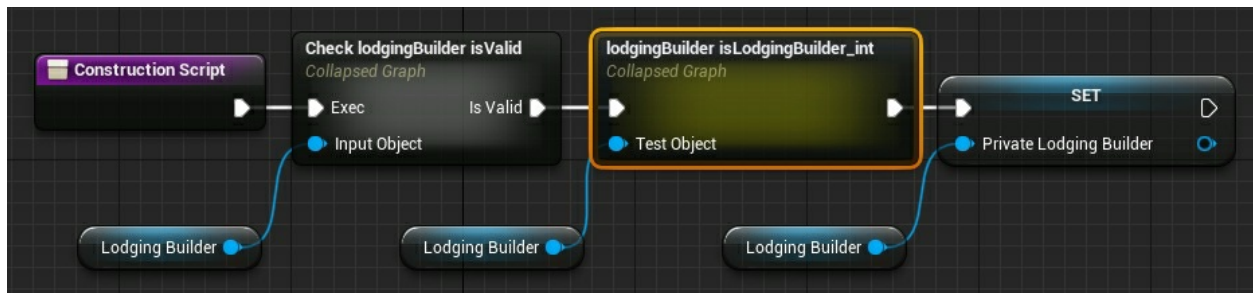 Construction Script
Check lodgingBuilder isValid
Collapsed Graph
Exec
Is Valid
Input Object
lodgingBuilder isLodgingBuilder_int
Collapsed Graph
Test Object
SET
Private Lodging Builder
Lodging Builder
Lodging Builder
Lodging Builder